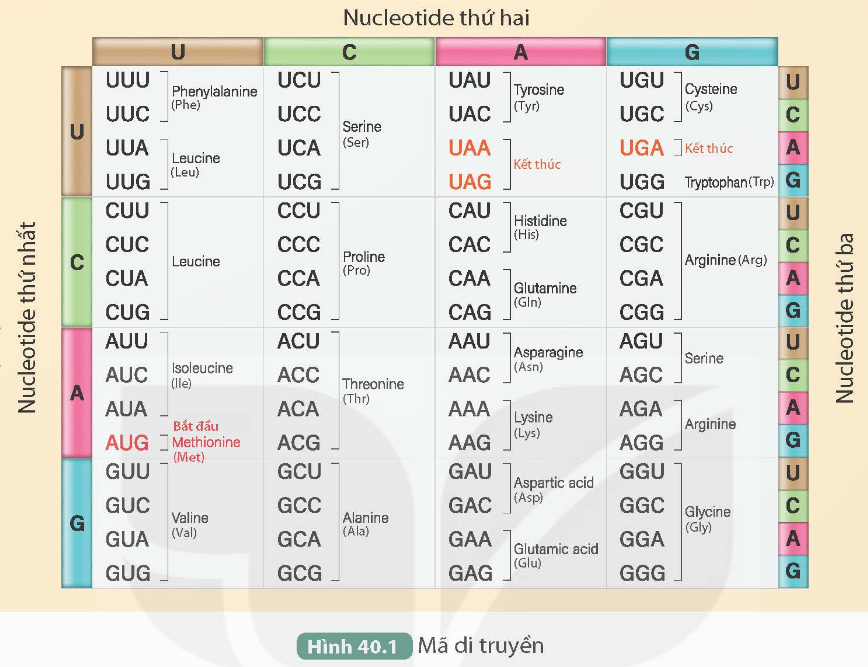 Nucleotide thứ hai
U C A G
Nucleotide thứ nhất
Nucleotide thứ ba
U
UUU Phenylalanine UCU UAU Tyrosine UGU Cysteine U
UUC (Phe) UCC Serine UAC (Tyr) UGC (Cys) C
UUA Leucine UCA (Ser) UAA Kết thúc UGA Kết thúc A
UUG (Leu) UCG UAG UGG Tryptophan (Trp) G
C
CUU CCU CAU Histidine CGU U
CUC Leucine CCC Proline CAC (His) CGC Arginine (Arg) C
CUA CCA (Pro) CAA Glutamine CGA A
CUG CCG CAG (Gln) CGG G
A
AUU Isoleucine ACU AAU Asparagine AGU Serine U
AUC (Ile) ACC Threonine AAC (Asn) AGC C
AUA ACA (Thr) AAA Lysine AGA Arginine A
AUG Bắt đầu Methionine (Met) ACG AAG (Lys) AGG G
G
GUU GCU GAU Aspartic acid GGU U
GUC Valine GCC Alanine GAC (Asp) GGC Glycine C
GUA (Val) GCA (Ala) GAA Glutamic acid GGA (Gly) A
GUG GCG GAG (Glu) GGG G
Hình 40.1 Mã di truyền